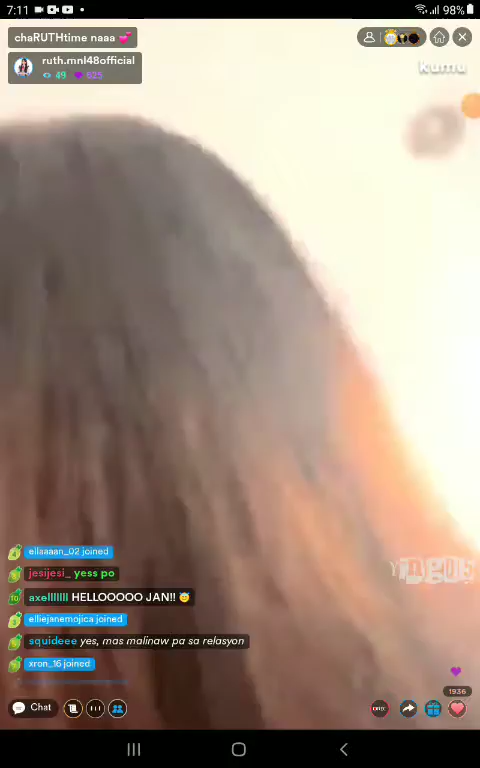 7:11
98%
chaRUTHtime naaa 💕
ruth.mnl48official
49 625
kumu
ellaaaan_02 joined
jesijesi_ yess po
axelllllll HELLOOOOO JAN!! 😇
elliejanemojica joined
squideee yes, mas malinaw pa sa relasyon
xron_16 joined
1936
Chat